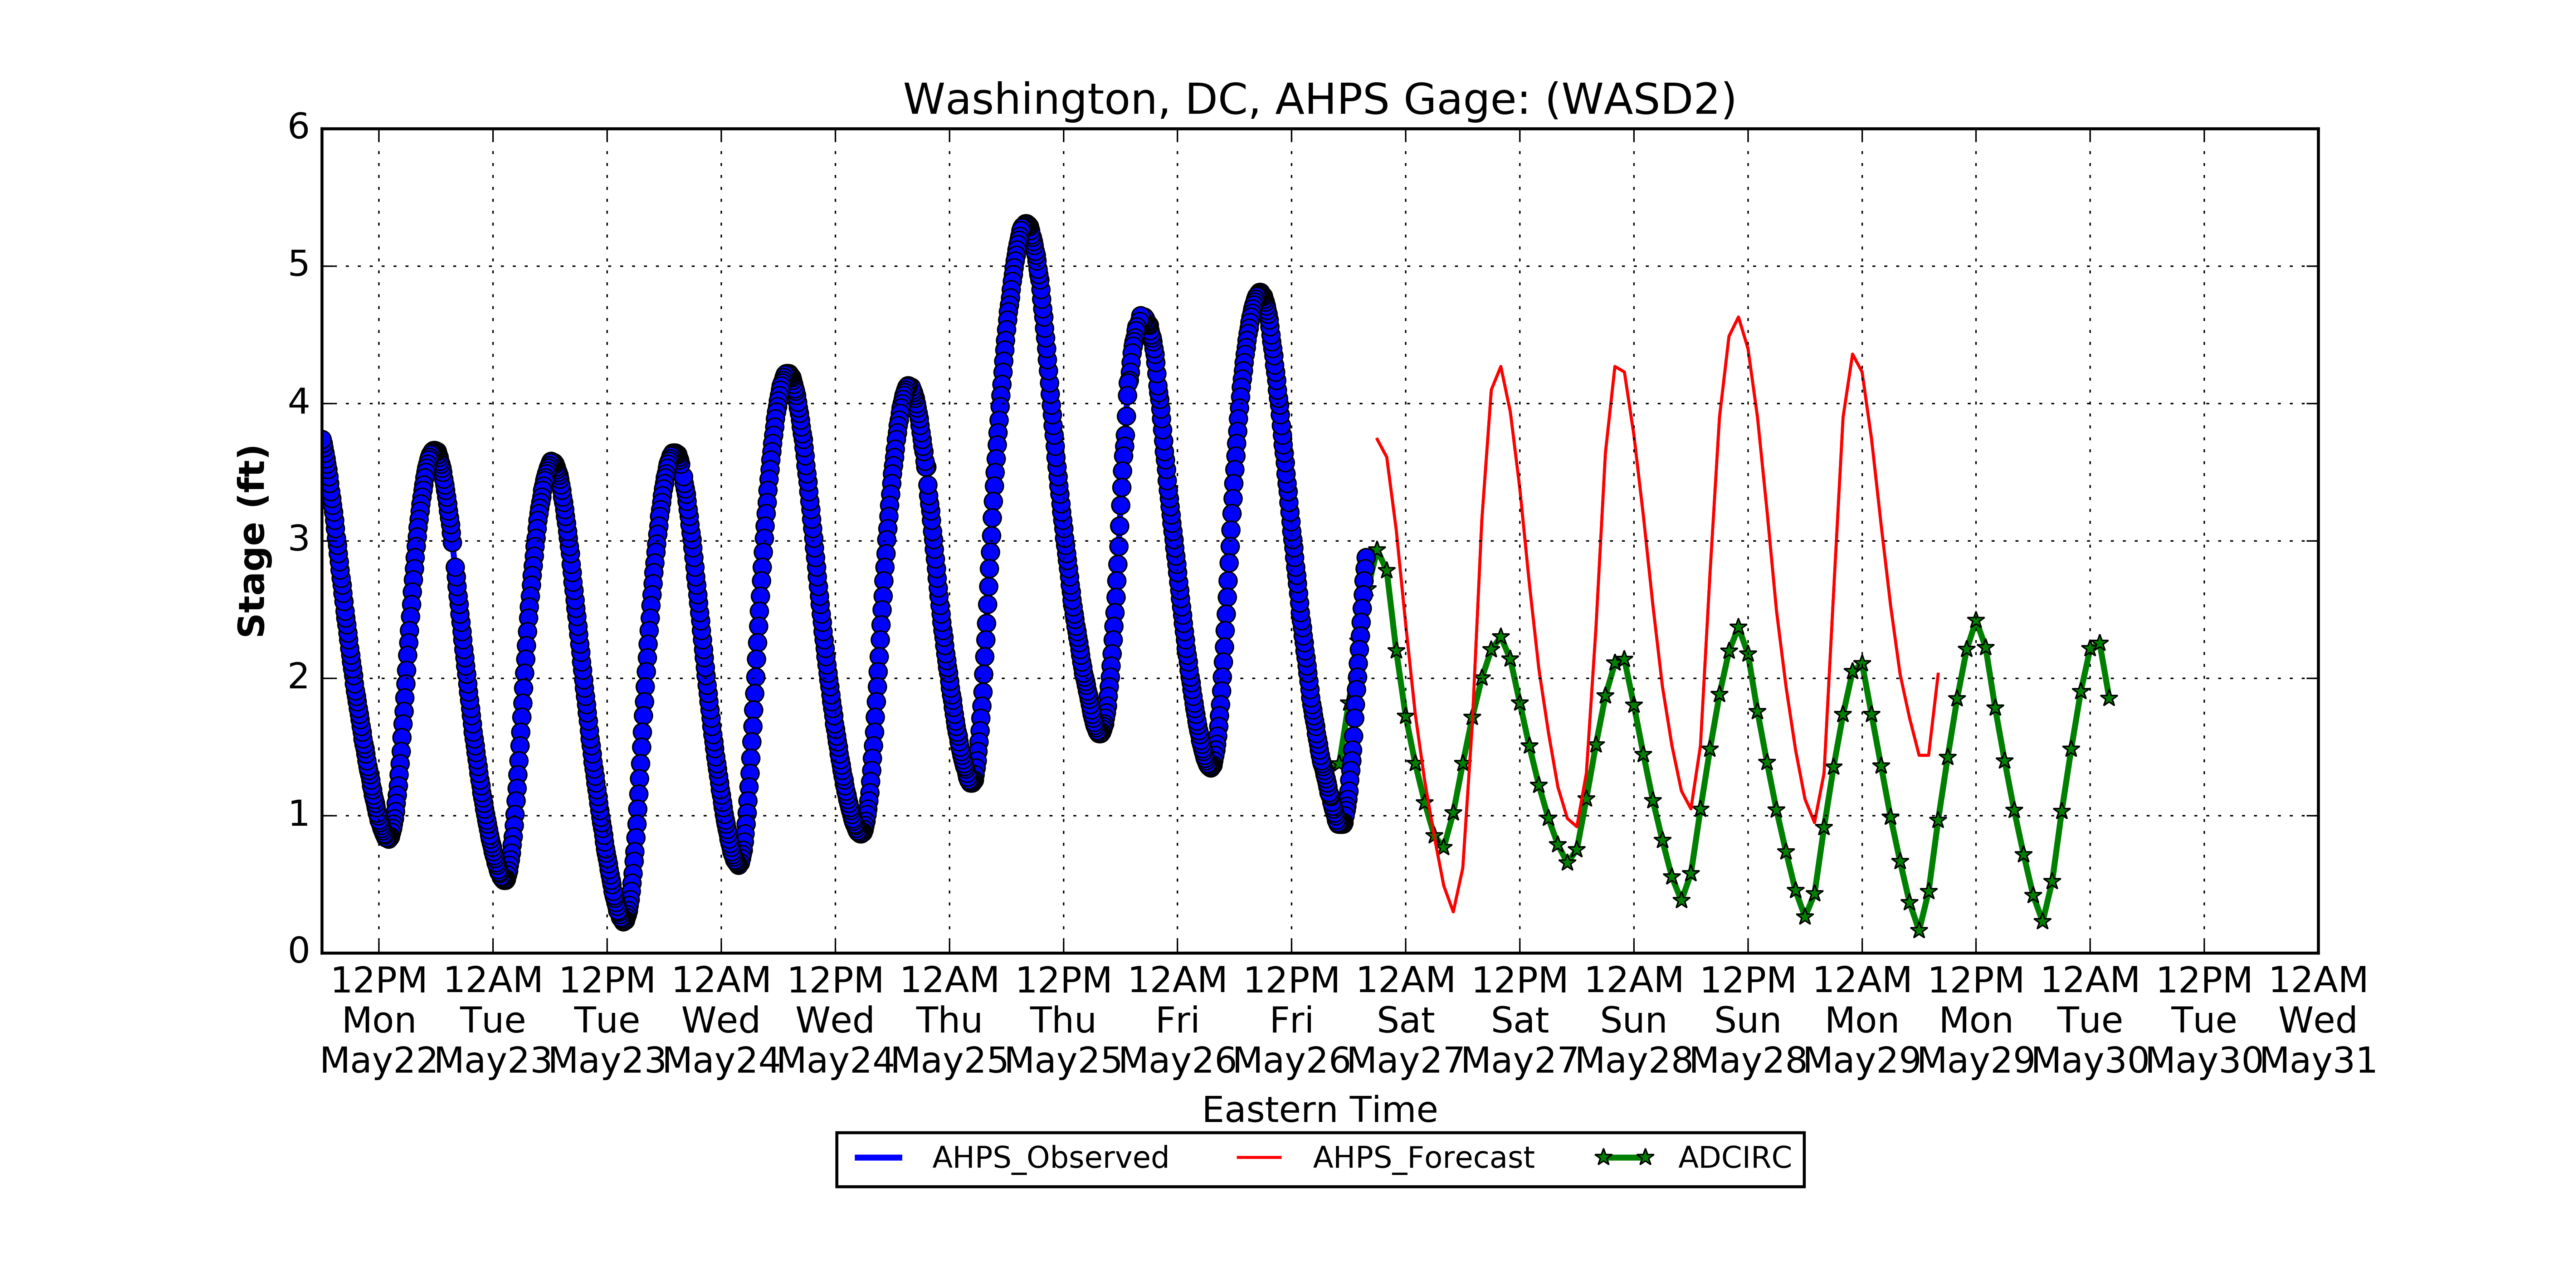 Washington, DC, AHPS Gage: (WASD2)
6
5
4
3
2
1
0
Stage (ft)
12PM 12AM 12PM 12AM 12PM 12AM 12PM 12AM 12PM 12AM 12PM 12AM 12PM 12AM 12PM 12AM 12PM 12AM
Mon Tue Tue Wed Wed Thu Thu Fri Fri Sat Sat Sun Sun Mon Mon Tue Tue Wed
May22 May23 May23 May24 May24 May25 May25 May26 May26 May27 May27 May28 May28 May29 May29 May30 May30 May31
Eastern Time
AHPS_Observed AHPS_Forecast ADCIRC